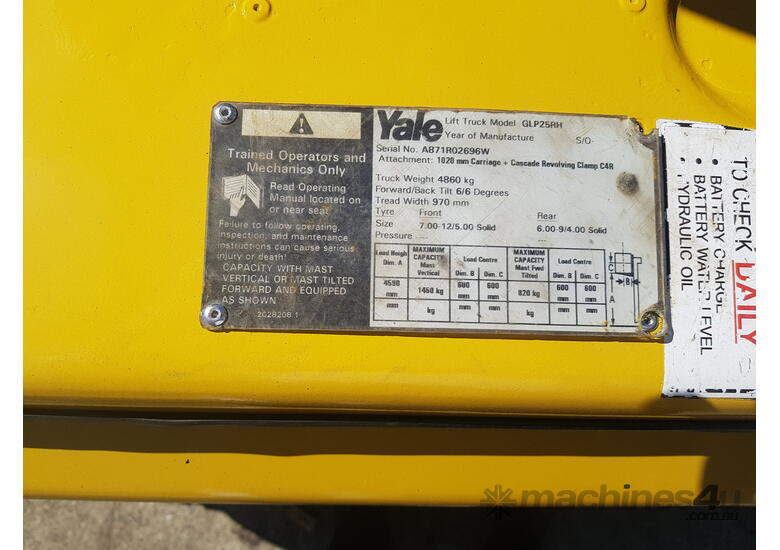 Trained Operators and
Mechanics Only
Read Operating
Manual located on
or near seat
Failure to follow operating,
inspection, and maintenance
instructions can cause serious
injury or death!
CAPACITY WITH MAST
VERTICAL OR MAST TILTED
FORWARD AND EQUIPPED
AS SHOWN
2028208 1
Yale Lift Truck Model GLP25RH
Year of Manufacture S/O
Serial No. A871R02696W
Attachment: 1020 mm Carriage + Cascade Revolving Clamp C4R
Truck Weight 4860 kg
Forward/Back Tilt 6/6 Degrees
Tread Width 970 mm
Tyre Front Rear
Size 7.00-12/5.00 Solid 6.00-9/4.00 Solid
Pressure
Load Heigh Dim. A MAXIMUM CAPACITY Mast Vertical Load Centre Dim. B Dim. C MAXIMUM CAPACITY Mast Fwd Tilted Load Centre Dim. B Dim. C
4590 mm 1450 kg 600 mm 600 mm 820 kg 600 mm 600 mm
mm kg mm mm kg mm mm
C
B
A
TO CHECK DAILY
• BATTERY CHARGE
• BATTERY WATER LEVEL
• HYDRAULIC OIL
machines4u
.com.au